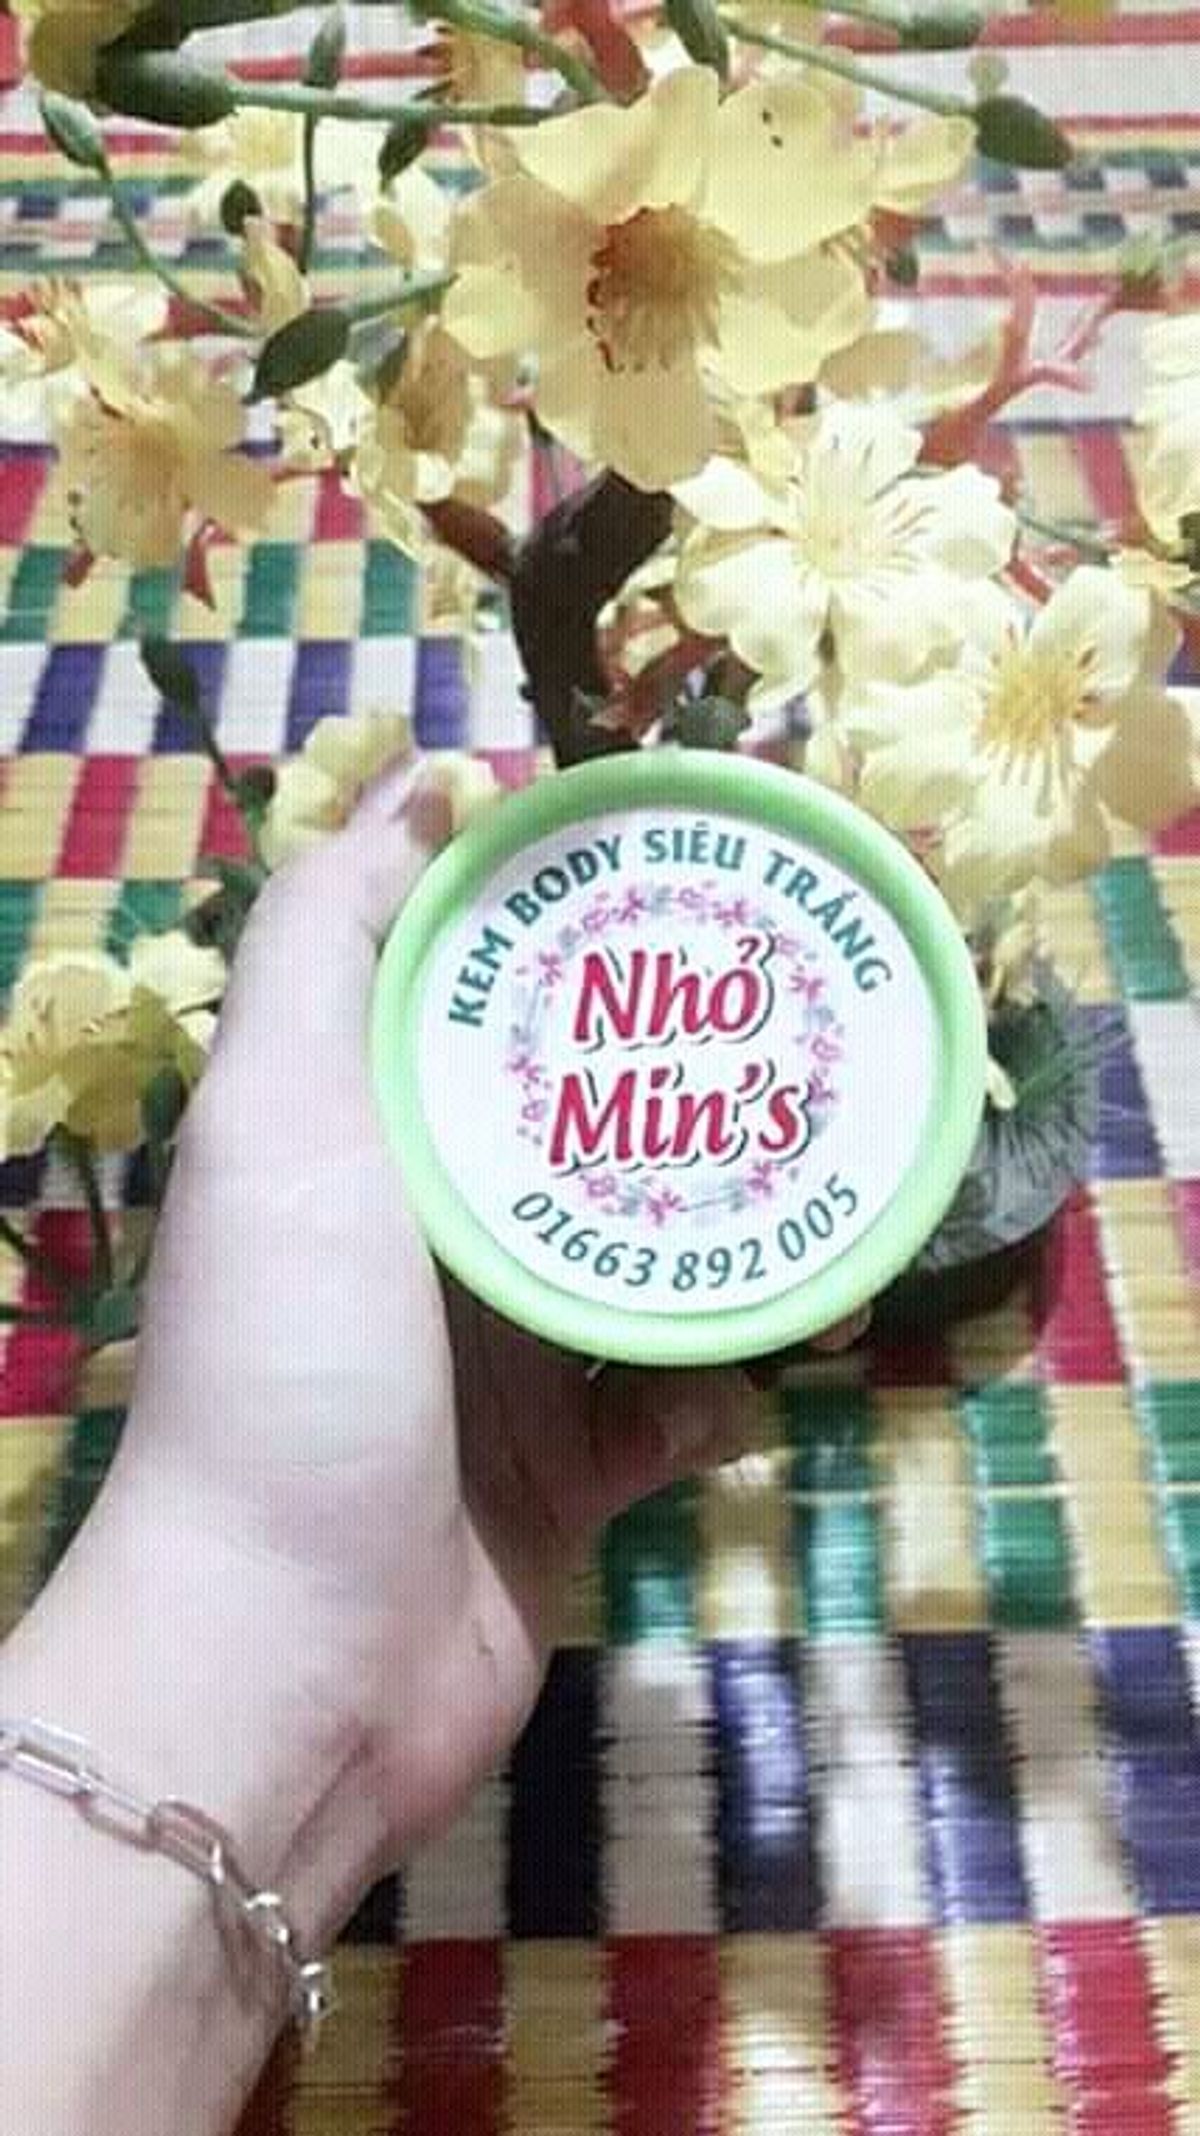 KEM BODY SIÊU TRẮNG
Nhỏ
Min's
01663 892 005